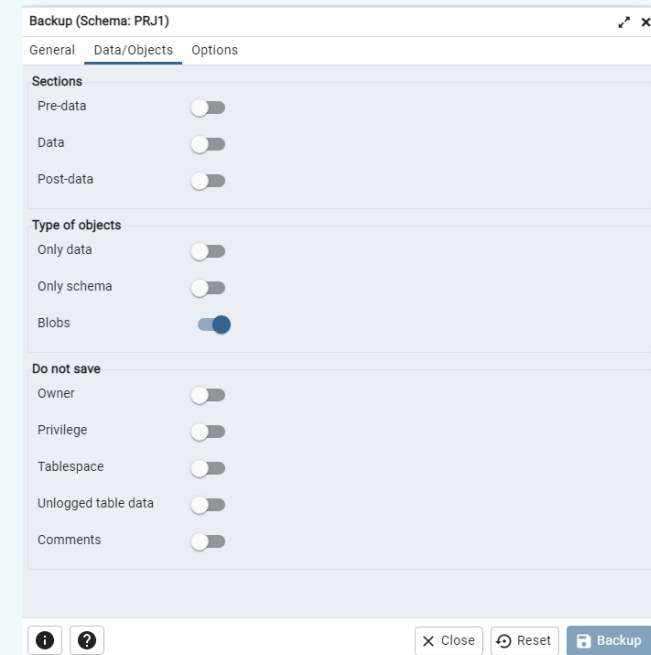 Backup (Schema: PRJ1)
General Data/Objects Options
Sections
Pre-data
Data
Post-data
Type of objects
Only data
Only schema
Blobs
Do not save
Owner
Privilege
Tablespace
Unlogged table data
Comments
Close Reset Backup